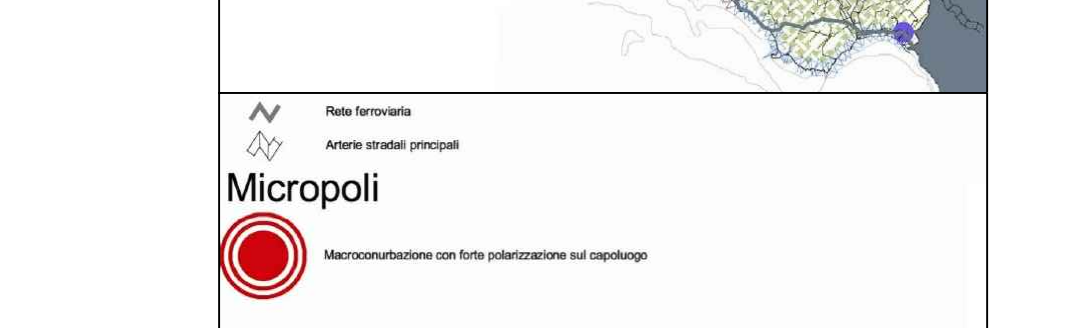 Rete ferroviaria
Arterie stradali principali
Micropoli
Macroconurbazione con forte polarizzazione sul capoluogo